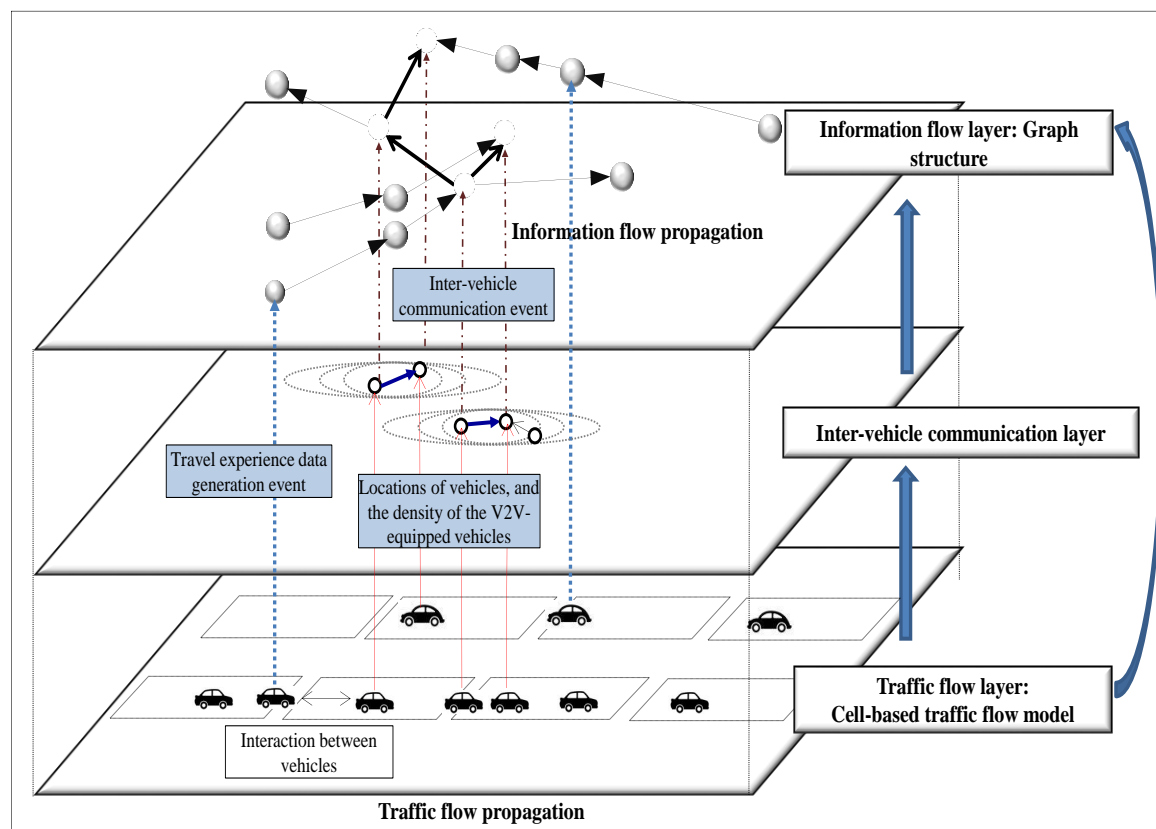 Information flow layer: Graph
structure
Information flow propagation
Inter-vehicle
communication event
Inter-vehicle communication layer
Travel experience data
generation event
Locations of vehicles, and
the density of the V2V-
equipped vehicles
Traffic flow layer:
Cell-based traffic flow model
Interaction between
vehicles
Traffic flow propagation